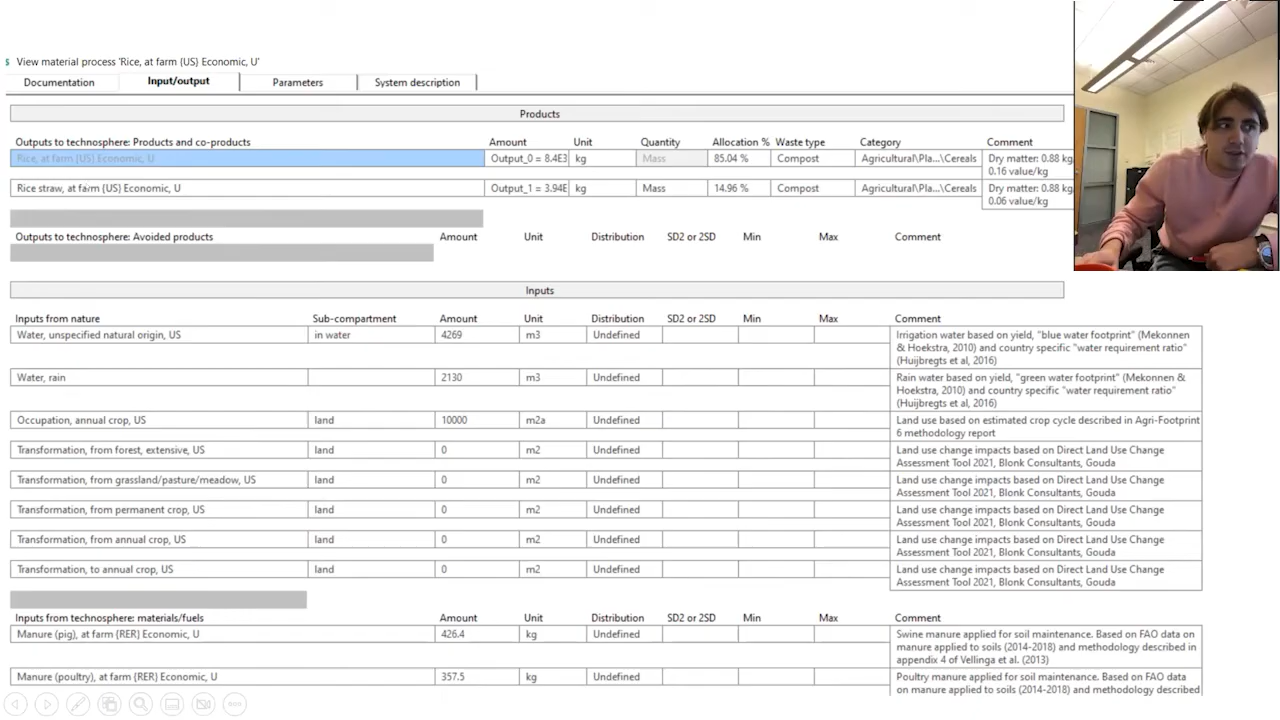 S View material process 'Rice, at farm {US} Economic, U'
Documentation Input/output Parameters System description
Products
Outputs to technosphere: Products and co-products Amount Unit Quantity Allocation % Waste type Category Comment
Rice, at farm {US} Economic, U Output_0 = 8.4E3 kg Mass 85.04 % Compost Agricultural\Pla...\Cereals Dry matter: 0.88 kg
0.16 value/kg
Rice straw, at farm {US} Economic, U Output_1 = 3.94E kg Mass 14.96 % Compost Agricultural\Pla...\Cereals Dry matter: 0.88 kg
0.06 value/kg
Outputs to technosphere: Avoided products Amount Unit Distribution SD2 or 2SD Min Max Comment
Inputs
Inputs from nature Sub-compartment Amount Unit Distribution SD2 or 2SD Min Max Comment
Water, unspecified natural origin, US in water 4269 m3 Undefined Irrigation water based on yield, "blue water footprint" (Mekonnen
& Hoekstra, 2010) and country specific "water requirement ratio"
(Huijbregts et al, 2016)
Water, rain 2130 m3 Undefined Rain water based on yield, "green water footprint" (Mekonnen &
Hoekstra, 2010) and country specific "water requirement ratio"
(Huijbregts et al, 2016)
Occupation, annual crop, US land 10000 m2a Undefined Land use based on estimated crop cycle described in Agri-Footprint
6 methodology report
Transformation, from forest, extensive, US land 0 m2 Undefined Land use change impacts based on Direct Land Use Change
Assessment Tool 2021, Blonk Consultants, Gouda
Transformation, from grassland/pasture/meadow, US land 0 m2 Undefined Land use change impacts based on Direct Land Use Change
Assessment Tool 2021, Blonk Consultants, Gouda
Transformation, from permanent crop, US land 0 m2 Undefined Land use change impacts based on Direct Land Use Change
Assessment Tool 2021, Blonk Consultants, Gouda
Transformation, from annual crop, US land 0 m2 Undefined Land use change impacts based on Direct Land Use Change
Assessment Tool 2021, Blonk Consultants, Gouda
Transformation, to annual crop, US land 0 m2 Undefined Land use change impacts based on Direct Land Use Change
Assessment Tool 2021, Blonk Consultants, Gouda
Inputs from technosphere: materials/fuels Amount Unit Distribution SD2 or 2SD Min Max Comment
Manure (pig), at farm {RER} Economic, U 426.4 kg Undefined Swine manure applied for soil maintenance. Based on FAO data on
manure applied to soils (2014-2018) and methodology described in
appendix 4 of Vellinga et al. (2013)
Manure (poultry), at farm {RER} Economic, U 357.5 kg Undefined Poultry manure applied for soil maintenance. Based on FAO data
on manure applied to soils (2014-2018) and methodology described